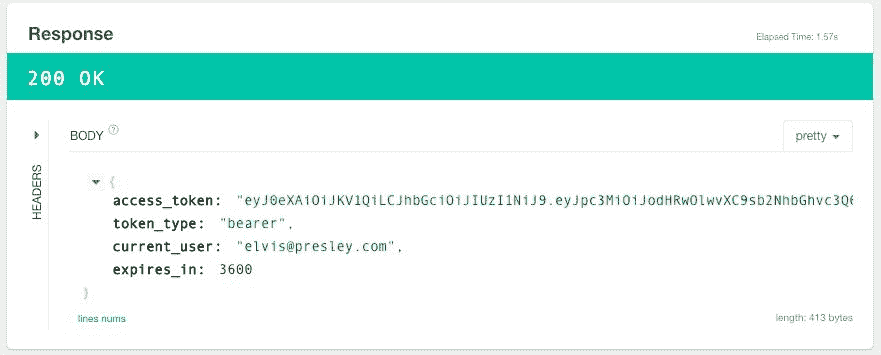 Response
Elapsed Time: 1.57s
200 OK
BODY ?
pretty
HEADERS
{
access_token: "eyJ0eXAiOiJKV1QiLCJhbGciOiJIUzI1NiJ9.eyJpc3MiOiJodHRwOlwvXC9sb2NhbGhvc3Q6
token_type: "bearer",
current_user: "elvis@presley.com",
expires_in: 3600
}
lines nums
length: 413 bytes